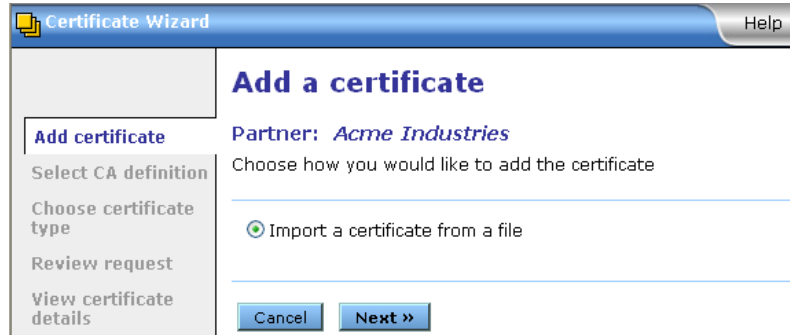 Certificate Wizard
Help
Add a certificate
Add certificate
Partner: Acme Industries
Select CA definition
Choose how you would like to add the certificate
Choose certificate
type
Import a certificate from a file
Review request
View certificate
details
Cancel
Next »